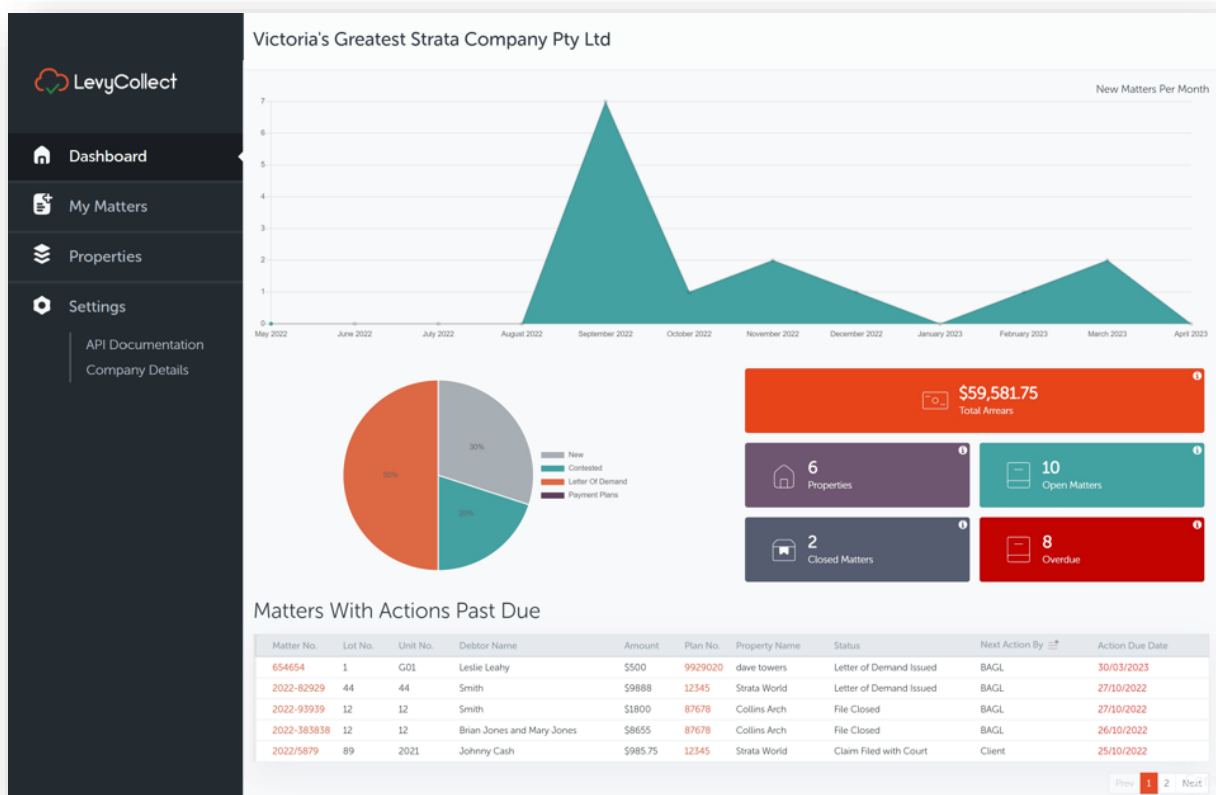 Victoria's Greatest Strata Company Pty Ltd
LevyCollect
Dashboard
My Matters
Properties
Settings
API Documentation
Company Details
New Matters Per Month
7
6
5
4
3
2
1
0
May 2022 June 2022 July 2022 August 2022 September 2022 October 2022 November 2022 December 2022 January 2023 February 2023 March 2023 April 2023
30%
50%
20%
New
Contested
Letter Of Demand
Payment Plans
$59,581.75
Total Arrears
6
Properties
10
Open Matters
2
Closed Matters
8
Overdue
Matters With Actions Past Due
Matter No. Lot No. Unit No. Debtor Name Amount Plan No. Property Name Status Next Action By Action Due Date
654654 1 G01 Leslie Leahy $500 9929020 dave towers Letter of Demand Issued BAGL 30/03/2023
2022-82929 44 44 Smith $9888 12345 Strata World Letter of Demand Issued BAGL 27/10/2022
2022-93939 12 12 Smith $1800 87678 Collins Arch File Closed BAGL 27/10/2022
2022-383838 12 12 Brian Jones and Mary Jones $8655 87678 Collins Arch File Closed BAGL 26/10/2022
2022/5879 89 2021 Johnny Cash $985.75 12345 Strata World Claim Filed with Court Client 25/10/2022
Prev 1 2 Next